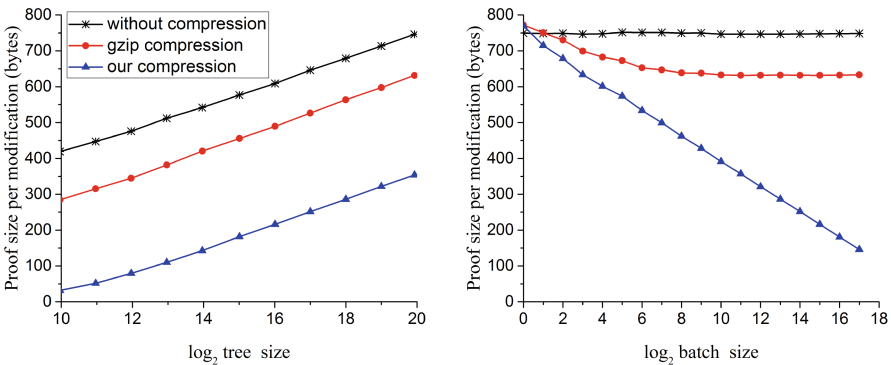 without compression
gzip compression
our compression
Proof size per modification (bytes)
800
700
600
500
400
300
200
100
0
10 12 14 16 18 20
log2 tree size
Proof size per modification (bytes)
800
700
600
500
400
300
200
100
0
0 2 4 6 8 10 12 14 16 18
log2 batch size